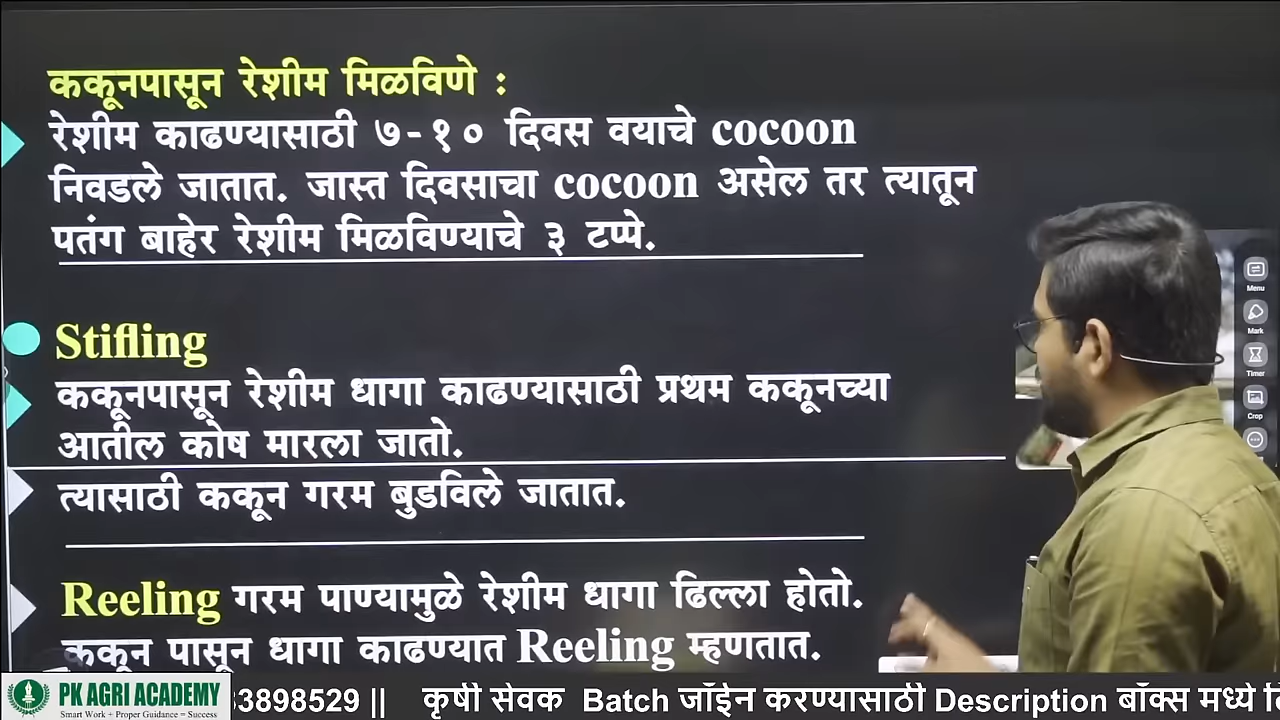 ककूनपासून रेशीम मिळविणे :
रेशीम काढण्यासाठी ७-१० दिवस वयाचे cocoon
निवडले जातात. जास्त दिवसाचा cocoon असेल तर त्यातून
पतंग बाहेर रेशीम मिळविण्याचे ३ टप्पे.
Stifling
ककूनपासून रेशीम धागा काढण्यासाठी प्रथम ककूनच्या
आतील कोष मारला जातो.
त्यासाठी ककून गरम बुडविले जातात.
Reeling गरम पाण्यामुळे रेशीम धागा ढिल्ला होतो.
ककून पासून धागा काढण्यात Reeling म्हणतात.
Menu
Mark
Timer
Crop
PK AGRI ACADEMY
Smart Work + Proper Guidance = Success
33898529 || कृषी सेवक Batch जॉईन करण्यासाठी Description बॉक्स मध्ये